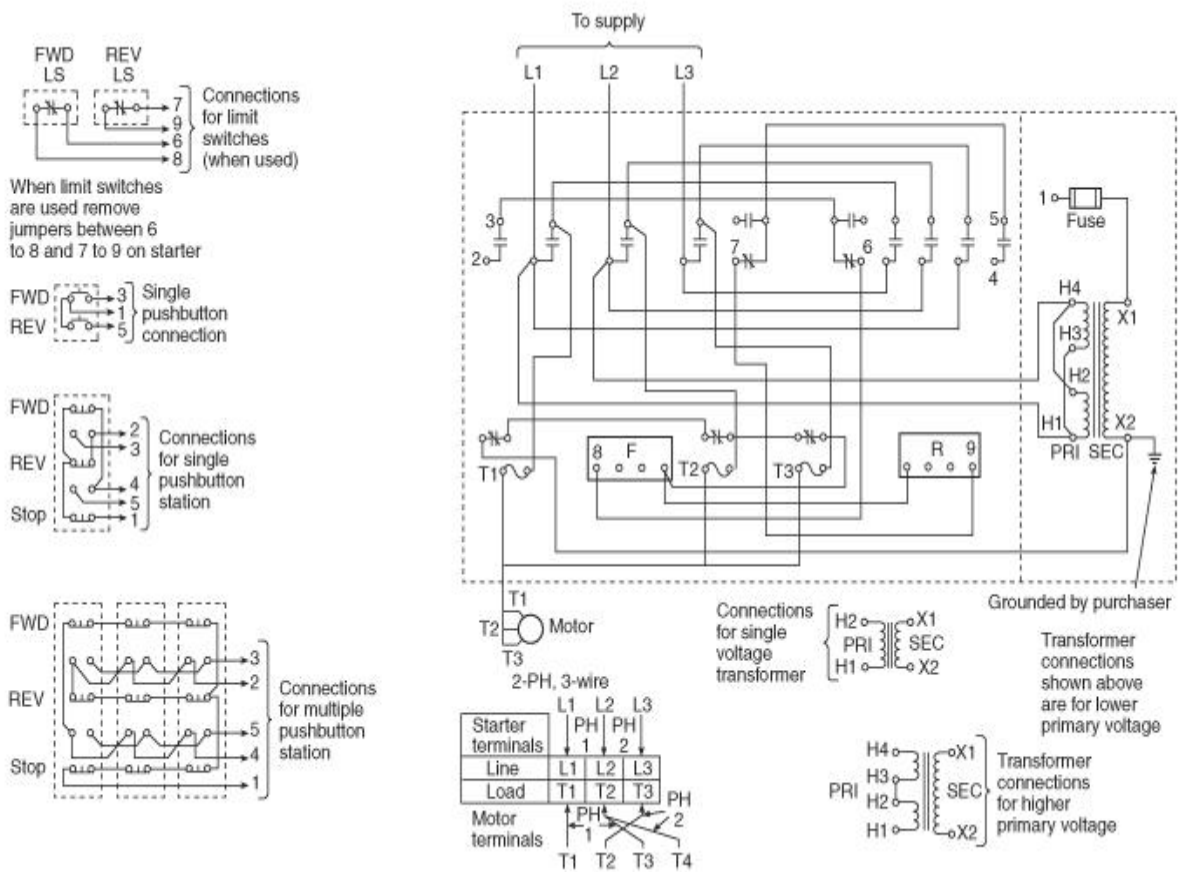 To supply
L1 L2 L3
FWD LS
REV LS
7
9
6
8
Connections
for limit
switches
(when used)
When limit switches
are used remove
jumpers between 6
to 8 and 7 to 9 on starter
FWD
REV
3
1
5
Single
pushbutton
connection
FWD
REV
Stop
2
3
4
5
1
Connections
for single
pushbutton
station
FWD
REV
Stop
3
2
5
4
1
Connections
for multiple
pushbutton
station
3
2
7
6
5
4
1
Fuse
H4
H3
H2
H1
X1
X2
PRI SEC
T1
8 F
T2
T3
R 9
Grounded by purchaser
T1
T2
T3
Motor
2-PH, 3-wire
L1 L2 L3
Starter
terminals
PH
1
PH
2
Line L1 L2 L3
Load T1 T2 T3
Motor
terminals
PH
1
PH
2
T1 T2 T3 T4
Connections
for single
voltage
transformer
H2
H1
PRI
X1
SEC
X2
Transformer
connections
shown above
are for lower
primary voltage
H4
H3
H2
H1
PRI
X1
SEC
X2
Transformer
connections
for higher
primary voltage